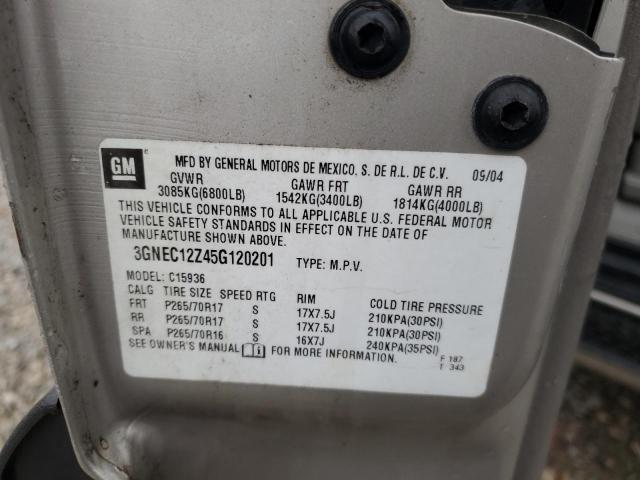 GM
MFD BY GENERAL MOTORS DE MEXICO, S. DE R.L. DE C.V. 09/04
GVWR GAWR FRT GAWR RR
3085KG(6800LB) 1542KG(3400LB) 1814KG(4000LB)
THIS VEHICLE CONFORMS TO ALL APPLICABLE U.S. FEDERAL MOTOR
VEHICLE SAFETY STANDARDS IN EFFECT ON THE DATE OF
MANUFACTURE SHOWN ABOVE.
3GNEC12Z45G120201 TYPE: M.P.V.
MODEL: C15936
CALG TIRE SIZE SPEED RTG RIM COLD TIRE PRESSURE
FRT P265/70R17 S 17X7.5J 210KPA(30PSI)
RR P265/70R17 S 17X7.5J 210KPA(30PSI)
SPA P265/70R16 S 16X7J 240KPA(35PSI)
SEE OWNER'S MANUAL FOR MORE INFORMATION.
F 187
T 343